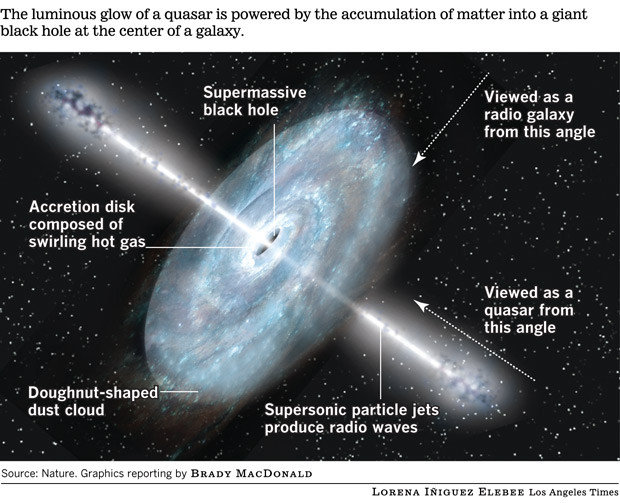 The luminous glow of a quasar is powered by the accumulation of matter into a giant
black hole at the center of a galaxy.
Supermassive
black hole
Viewed as a
radio galaxy
from this angle
Accretion disk
composed of
swirling hot gas
Viewed as a
quasar from
this angle
Doughnut-shaped
dust cloud
Supersonic particle jets
produce radio waves
Source: Nature. Graphics reporting by BRADY MACDONALD
LORENA IÑIGUEZ ELEBEE Los Angeles Times